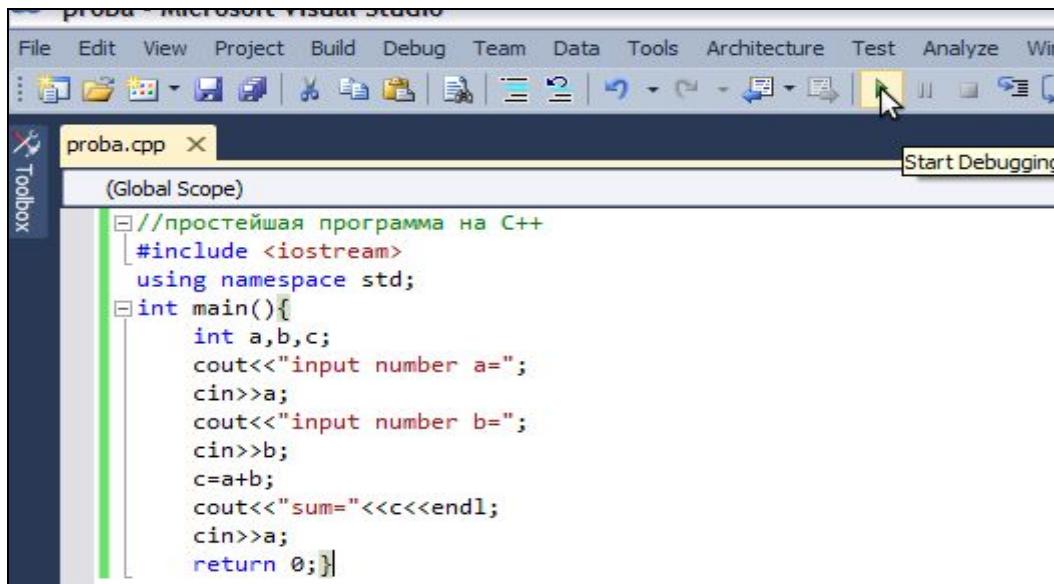 proba - Microsoft Visual Studio
File Edit View Project Build Debug Team Data Tools Architecture Test Analyze
proba.cpp
Start Debugging
Toolbox
(Global Scope)
//простейшая программа на С++
#include <iostream>
using namespace std;
int main(){
int a,b,c;
cout<<"input number a=";
cin>>a;
cout<<"input number b=";
cin>>b;
c=a+b;
cout<<"sum="<<c<<endl;
cin>>a;
return 0;}